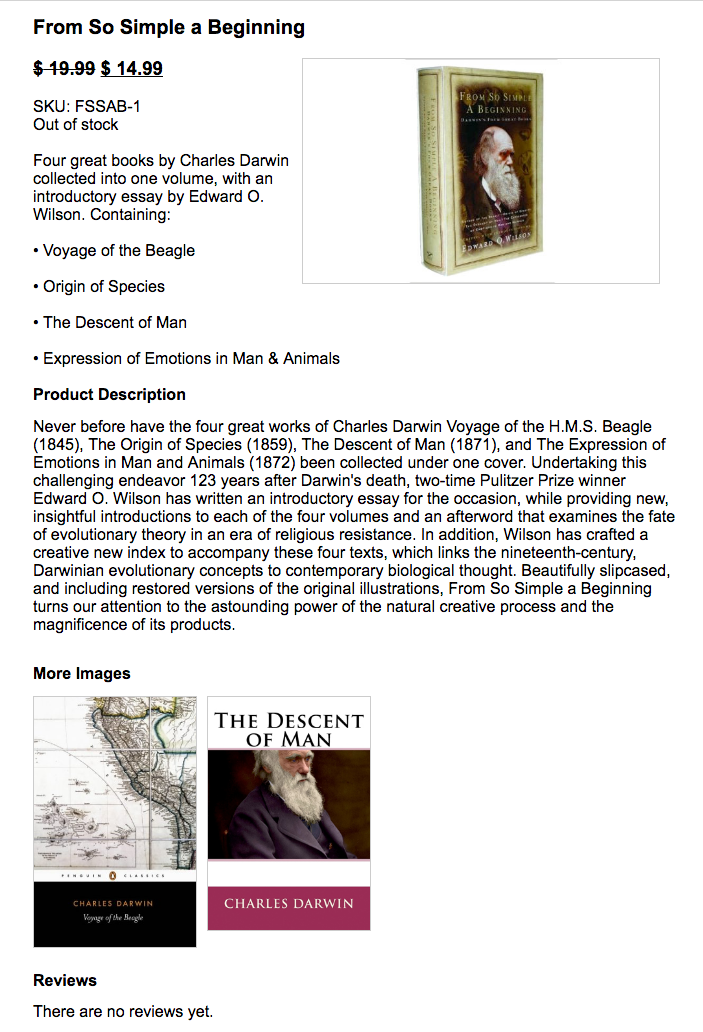 From So Simple a Beginning
$ 19.99 $ 14.99
SKU: FSSAB-1
Out of stock
Four great books by Charles Darwin
collected into one volume, with an
introductory essay by Edward O.
Wilson. Containing:
• Voyage of the Beagle
• Origin of Species
• The Descent of Man
• Expression of Emotions in Man & Animals
FROM SO SIMPLE
A BEGINNING
DARWIN'S FOUR GREAT BOOKS
EDWARD O. WILSON
Product Description
Never before have the four great works of Charles Darwin Voyage of the H.M.S. Beagle
(1845), The Origin of Species (1859), The Descent of Man (1871), and The Expression of
Emotions in Man and Animals (1872) been collected under one cover. Undertaking this
challenging endeavor 123 years after Darwin's death, two-time Pulitzer Prize winner
Edward O. Wilson has written an introductory essay for the occasion, while providing new,
insightful introductions to each of the four volumes and an afterword that examines the fate
of evolutionary theory in an era of religious resistance. In addition, Wilson has crafted a
creative new index to accompany these four texts, which links the nineteenth-century,
Darwinian evolutionary concepts to contemporary biological thought. Beautifully slipcased,
and including restored versions of the original illustrations, From So Simple a Beginning
turns our attention to the astounding power of the natural creative process and the
magnificence of its products.
More Images
PENGUIN CLASSICS
CHARLES DARWIN
Voyage of the Beagle
THE DESCENT
OF MAN
CHARLES DARWIN
Reviews
There are no reviews yet.